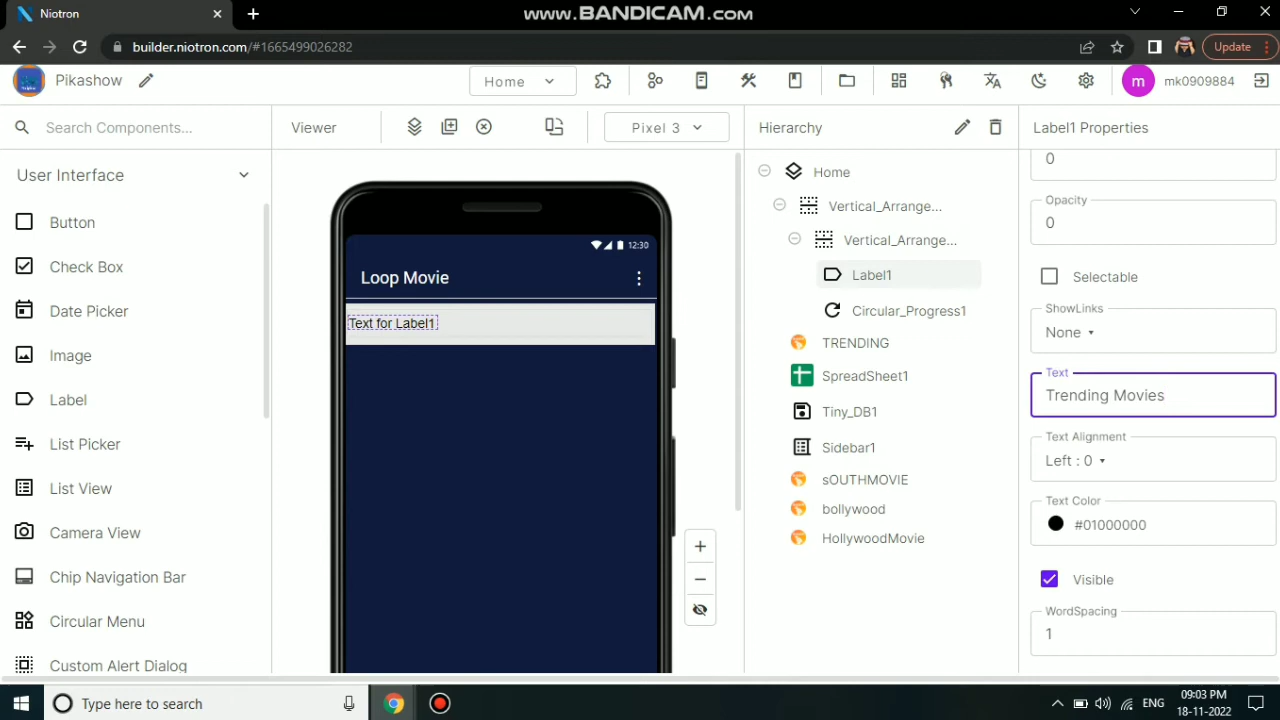 Niotron
www.BANDICAM.com
builder.niotron.com/#1665499026282
Update
Pikashow
Home
m
mk0909884
Search Components...
Viewer
Pixel 3
Hierarchy
Label1 Properties
User Interface
Button
Check Box
Date Picker
Image
Label
List Picker
List View
Camera View
Chip Navigation Bar
Circular Menu
Custom Alert Dialog
12:30
Loop Movie
Text for Label1
Home
Vertical_Arrange...
Vertical_Arrange...
Label1
Circular_Progress1
TRENDING
SpreadSheet1
Tiny_DB1
Sidebar1
sOUTHMOVIE
bollywood
HollywoodMovie
0
Opacity
0
Selectable
ShowLinks
None
Text
Trending Movies
Text Alignment
Left : 0
Text Color
#01000000
Visible
WordSpacing
1
Type here to search
ENG
09:03 PM
18-11-2022